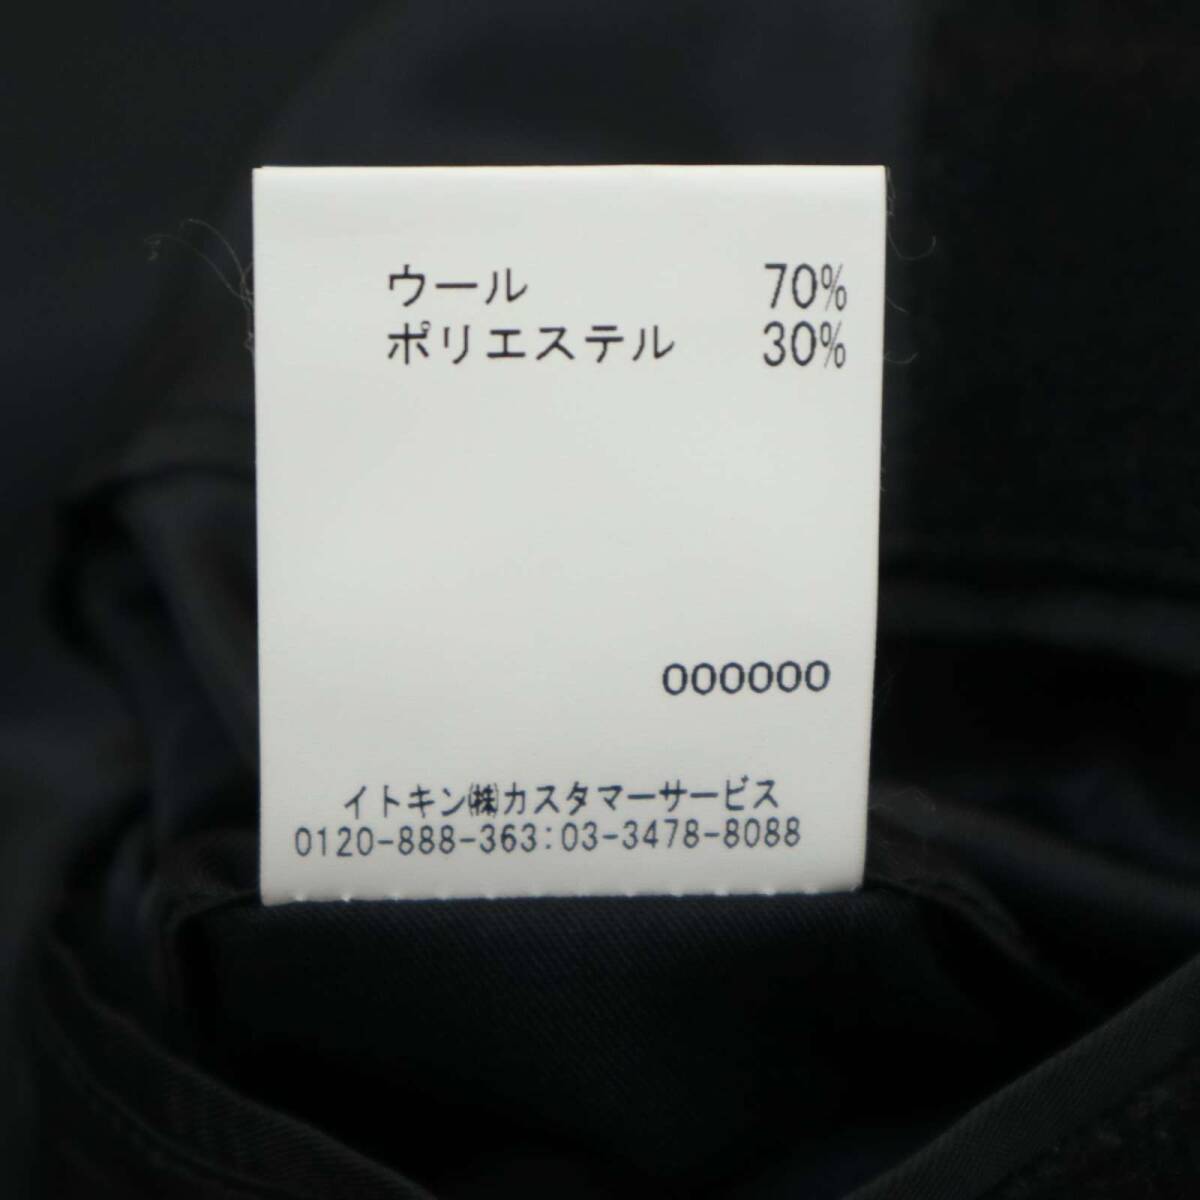 ウール 70%
ポリエステル 30%
000000
イトキン㈱カスタマーサービス
0120-888-363:03-3478-8088